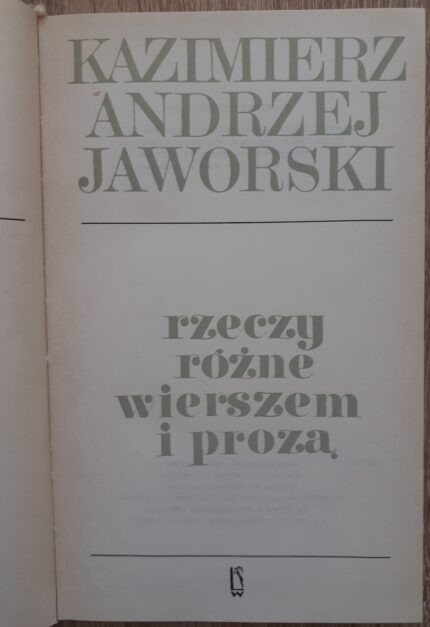 KAZIMIERZ
ANDRZEJ
JAWORSKI
rzeczy
różne
wierszem
i prozą